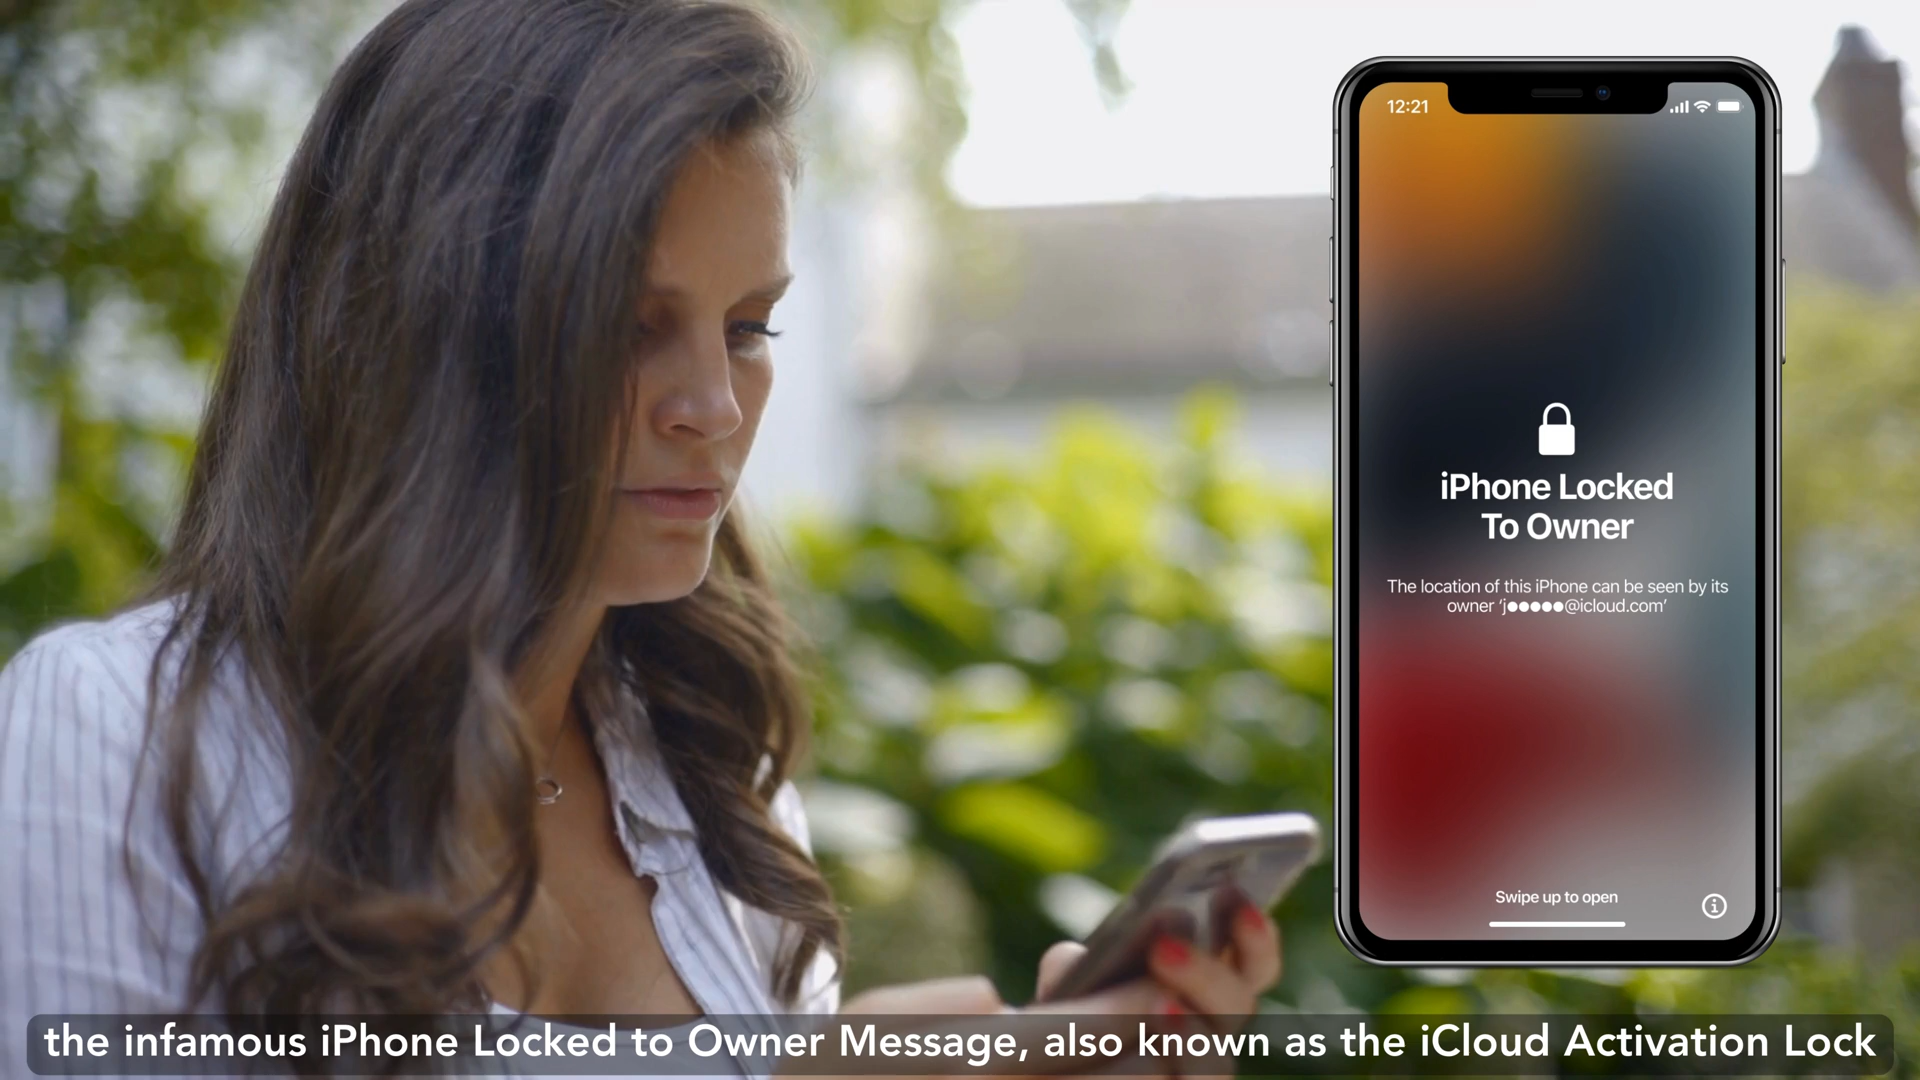 12:21
iPhone Locked
To Owner
The location of this iPhone can be seen by its
owner ‘j●●●●●@icloud.com’
Swipe up to open
the infamous iPhone Locked to Owner Message, also known as the iCloud Activation Lock